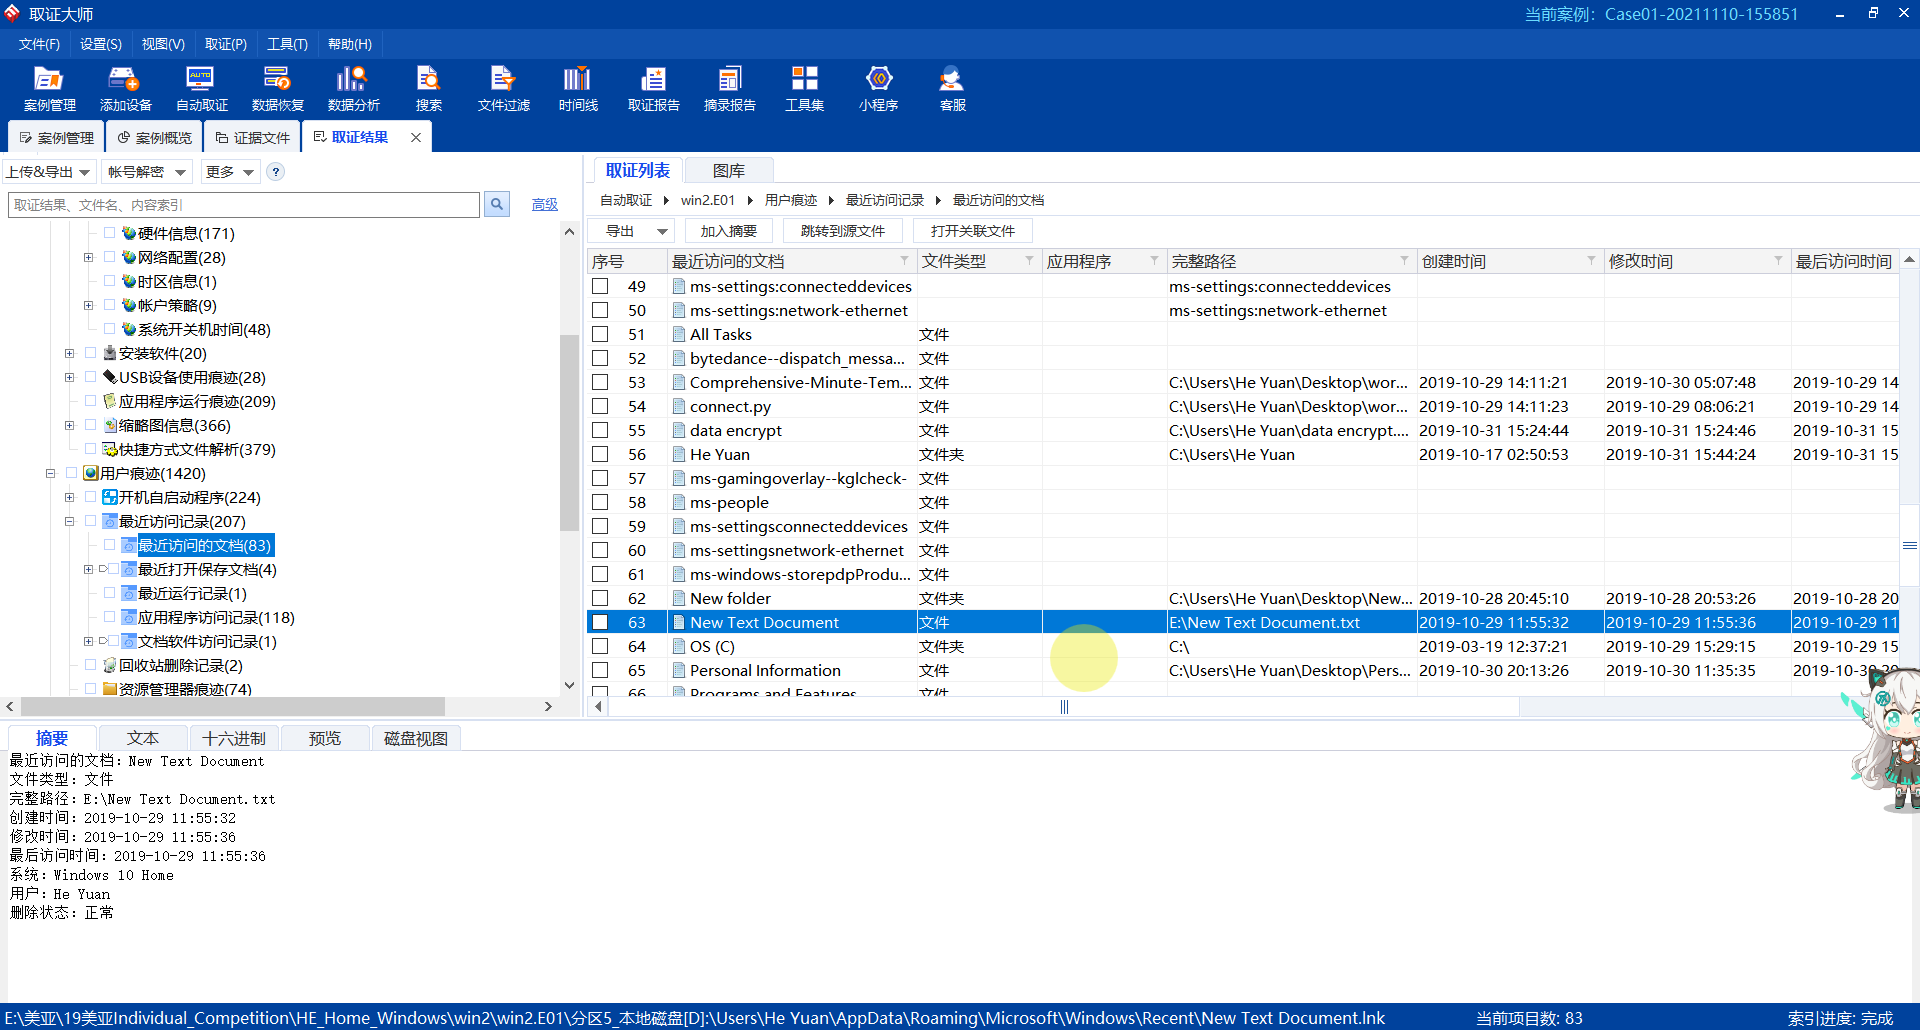 取证大师
当前案例: Case01-20211110-155851
文件(F) 设置(S) 视图(V) 取证(P) 工具(T) 帮助(H)
案例管理 添加设备 自动取证 数据恢复 数据分析 搜索 文件过滤 时间线 取证报告 摘录报告 工具集 小程序 客服
案例管理 案例概览 证据文件 取证结果
上传&导出 帐号解密 更多 ?
取证结果、文件名、内容索引 高级
硬件信息(171)
网络配置(28)
时区信息(1)
帐户策略(9)
系统开关机时间(48)
安装软件(20)
USB设备使用痕迹(28)
应用程序运行痕迹(209)
缩略图信息(366)
快捷方式文件解析(379)
用户痕迹(1420)
开机自启动程序(224)
最近访问记录(207)
最近访问的文档(83)
最近打开保存文档(4)
最近运行记录(1)
应用程序访问记录(118)
文档软件访问记录(1)
回收站删除记录(2)
资源管理器痕迹(74)
取证列表 图库
自动取证 win2.E01 用户痕迹 最近访问记录 最近访问的文档
导出 加入摘要 跳转到源文件 打开关联文件
序号 最近访问的文档 文件类型 应用程序 完整路径 创建时间 修改时间 最后访问时间
49 ms-settings:connecteddevices ms-settings:connecteddevices
50 ms-settings:network-ethernet ms-settings:network-ethernet
51 All Tasks 文件
52 bytedance--dispatch_messa... 文件
53 Comprehensive-Minute-Tem... 文件 C:\Users\He Yuan\Desktop\wor... 2019-10-29 14:11:21 2019-10-30 05:07:48 2019-10-29 14
54 connect.py 文件 C:\Users\He Yuan\Desktop\wor... 2019-10-29 14:11:23 2019-10-29 08:06:21 2019-10-29 14
55 data encrypt 文件 C:\Users\He Yuan\data encrypt.... 2019-10-31 15:24:44 2019-10-31 15:24:46 2019-10-31 15
56 He Yuan 文件夹 C:\Users\He Yuan 2019-10-17 02:50:53 2019-10-31 15:44:24 2019-10-31 15
57 ms-gamingoverlay--kglcheck- 文件
58 ms-people 文件
59 ms-settingsconnecteddevices 文件
60 ms-settingsnetwork-ethernet 文件
61 ms-windows-storepdpProdu... 文件
62 New folder 文件夹 C:\Users\He Yuan\Desktop\New... 2019-10-28 20:45:10 2019-10-28 20:53:26 2019-10-28 20
63 New Text Document 文件 E:\New Text Document.txt 2019-10-29 11:55:32 2019-10-29 11:55:36 2019-10-29 11
64 OS (C) 文件夹 C:\ 2019-03-19 12:37:21 2019-10-29 15:29:15 2019-10-29 15
65 Personal Information 文件 C:\Users\He Yuan\Desktop\Pers... 2019-10-30 20:13:26 2019-10-30 11:35:35 2019-10-30 20
66 Programs and Features 文件
摘要 文本 十六进制 预览 磁盘视图
最近访问的文档: New Text Document
文件类型: 文件
完整路径: E:\New Text Document.txt
创建时间: 2019-10-29 11:55:32
修改时间: 2019-10-29 11:55:36
最后访问时间: 2019-10-29 11:55:36
系统: Windows 10 Home
用户: He Yuan
删除状态: 正常
E:\美亚\19美亚Individual_Competition\HE_Home_Windows\win2\win2.E01\分区5_本地磁盘[D]:\Users\He Yuan\AppData\Roaming\Microsoft\Windows\Recent\New Text Document.lnk 当前项目数: 83 索引进度: 完成